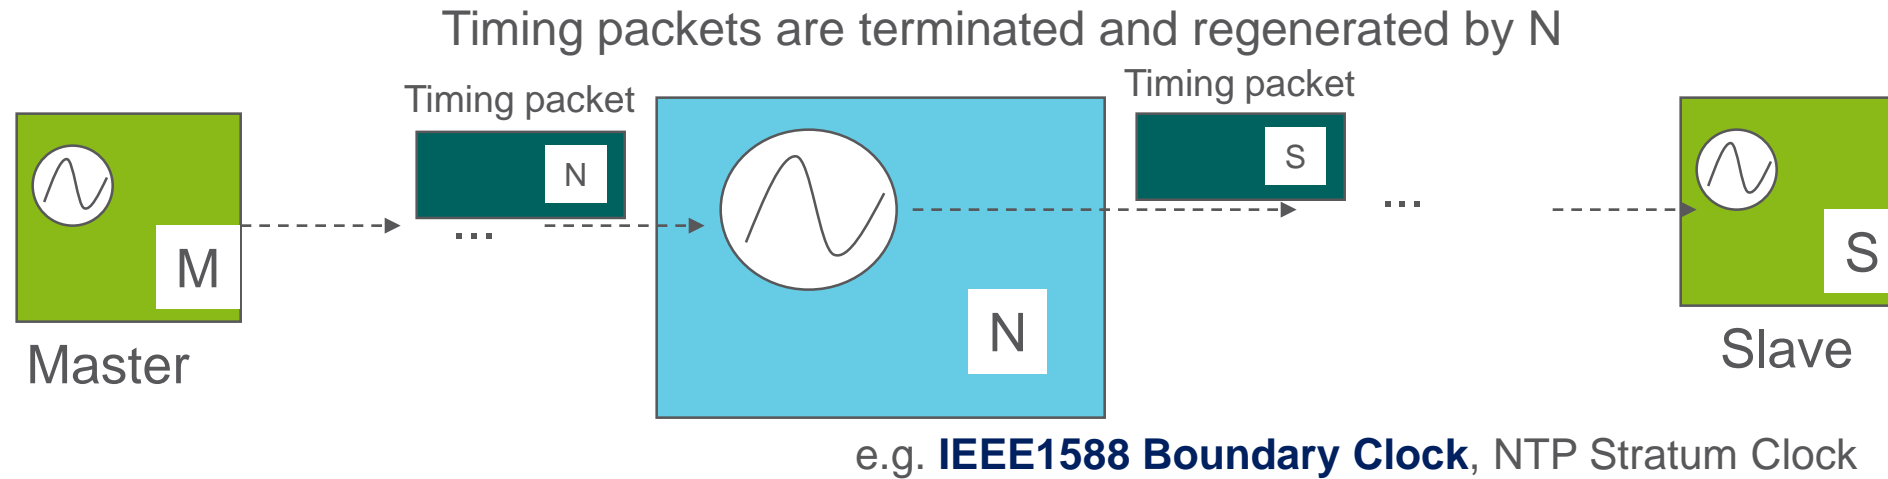 Timing packets are terminated and regenerated by N
Timing packet
Timing packet
N
S
...
...
M
N
S
Master
Slave
e.g. IEEE1588 Boundary Clock, NTP Stratum Clock